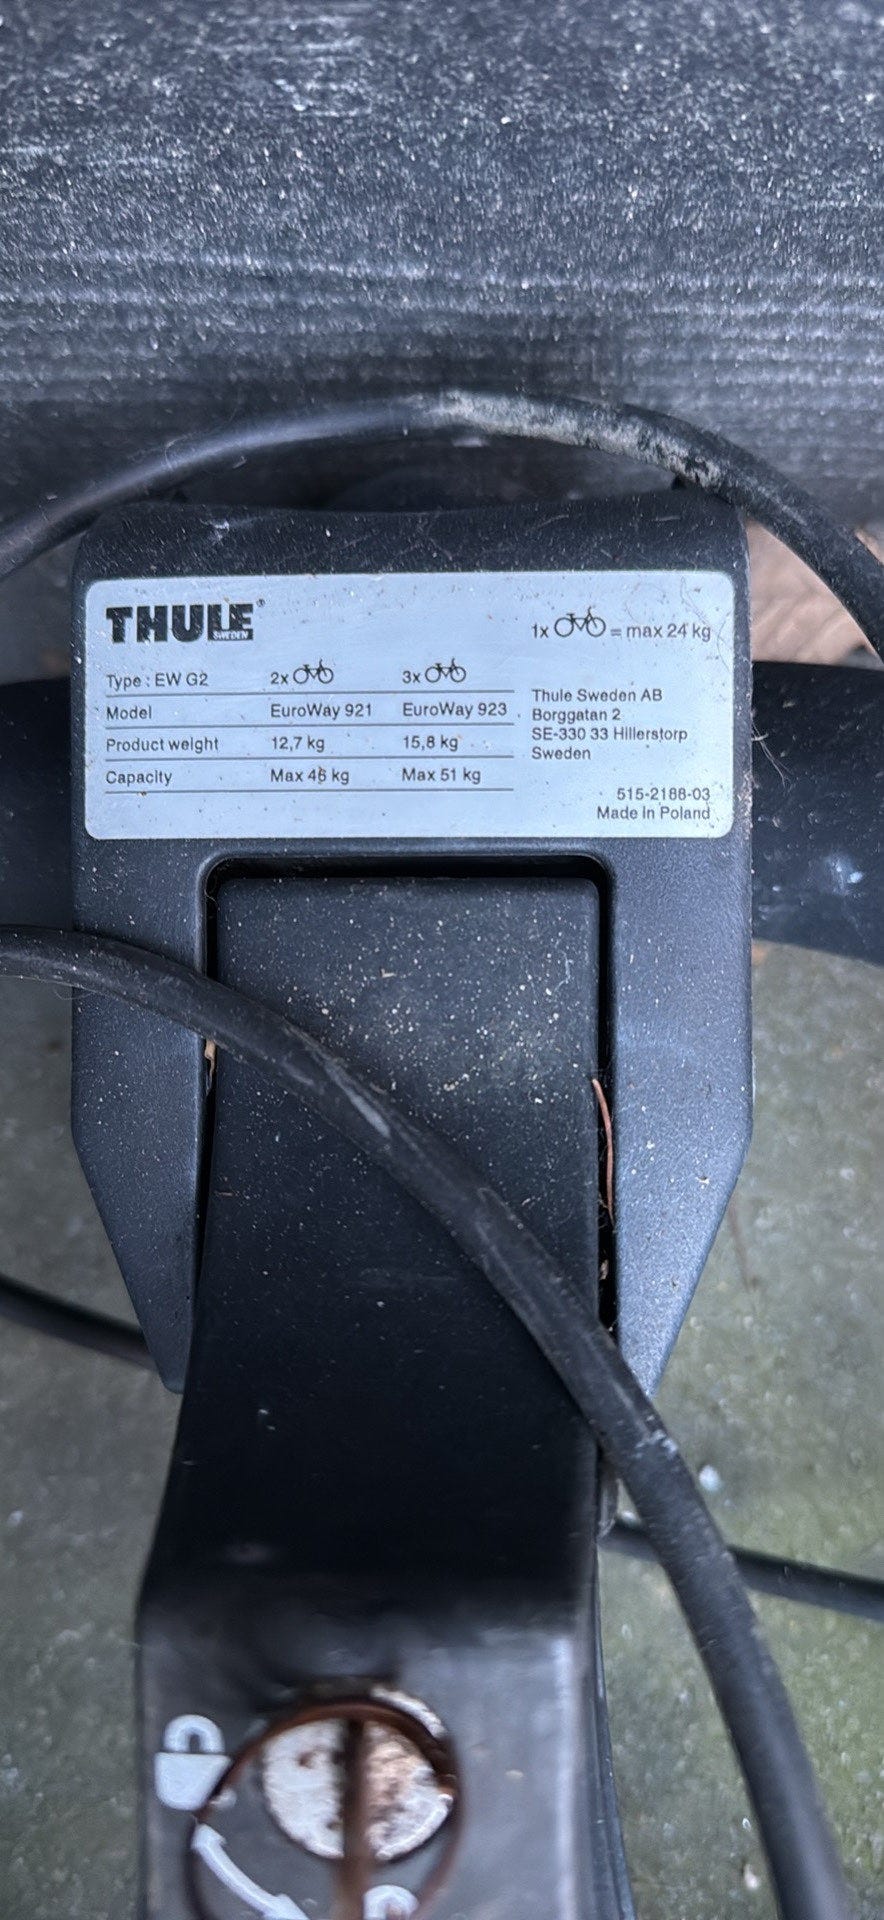 THULE®
SWEDEN
1x = max 24 kg
Type : EW G2 2x 3x
Model EuroWay 921 EuroWay 923
Product weight 12,7 kg 15,8 kg
Capacity Max 46 kg Max 51 kg
Thule Sweden AB
Borggatan 2
SE-330 33 Hillerstorp
Sweden
515-2188-03
Made In Poland